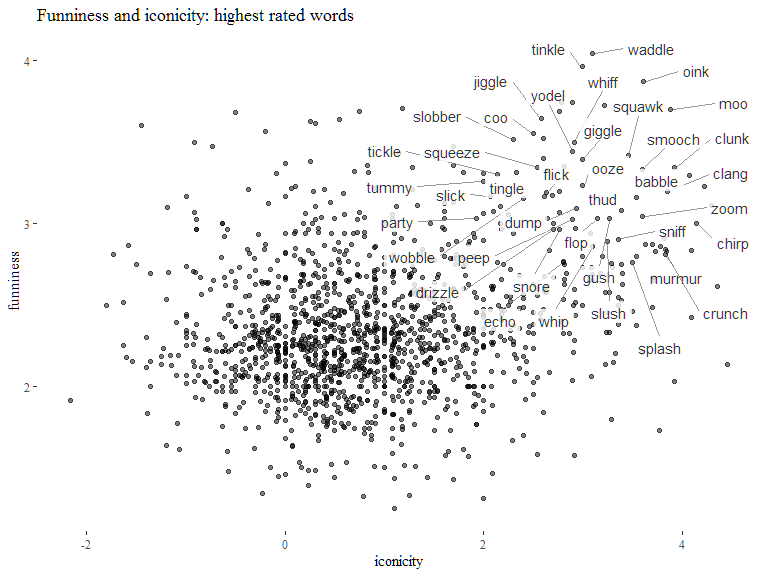 Funniness and iconicity: highest rated words
4
3
2
funniness
tinkle
waddle
oink
jiggle
whiff
yodel
squawk
moo
slobber
coo
giggle
smooch
clunk
tickle
squeeze
flick
ooze
babble
clang
tummy
slick
tingle
thud
zoom
party
dump
sniff
chirp
flop
wobble
peep
gush
murmur
drizzle
snore
crunch
echo
whip
slush
splash
-2
0
2
4
iconicity